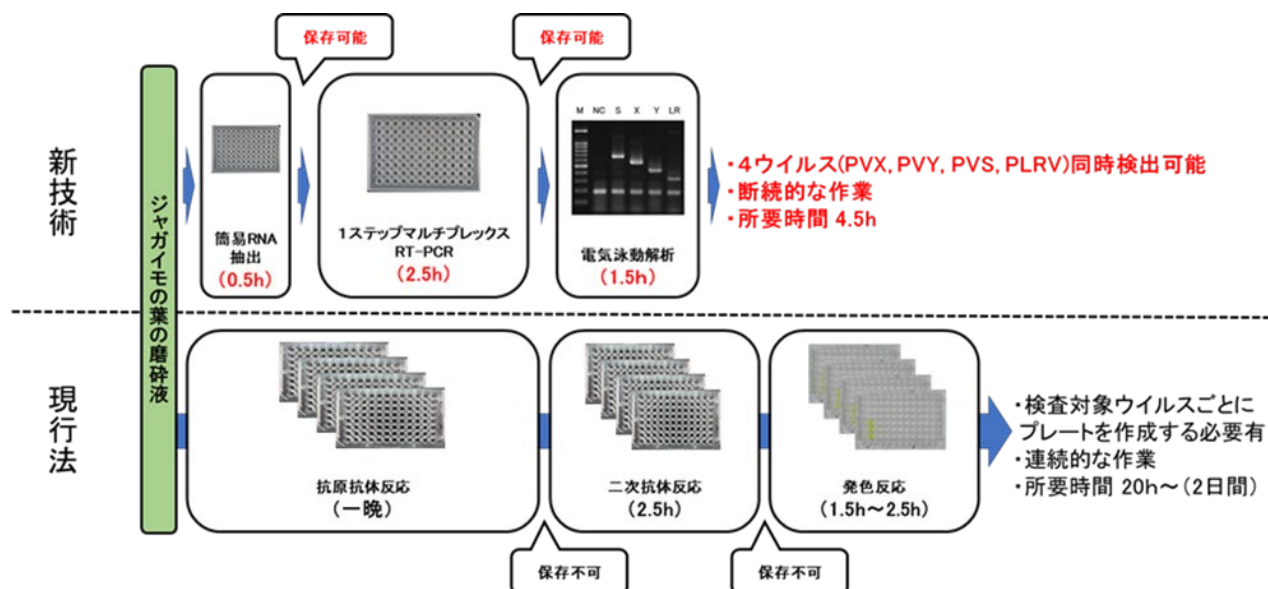 保存可能
保存可能
新技術
ジャガイモの葉の磨砕液
簡易RNA
抽出
(0.5h)
1ステップマルチプレックス
RT-PCR
(2.5h)
M NC S X Y LR
電気泳動解析
(1.5h)
・4ウイルス(PVX, PVY, PVS, PLRV)同時検出可能
・断続的な作業
・所要時間 4.5h
現行法
抗原抗体反応
(一晩)
二次抗体反応
(2.5h)
発色反応
(1.5h～2.5h)
・検査対象ウイルスごとに
プレートを作成する必要有
・連続的な作業
・所要時間 20h～(2日間)
保存不可
保存不可